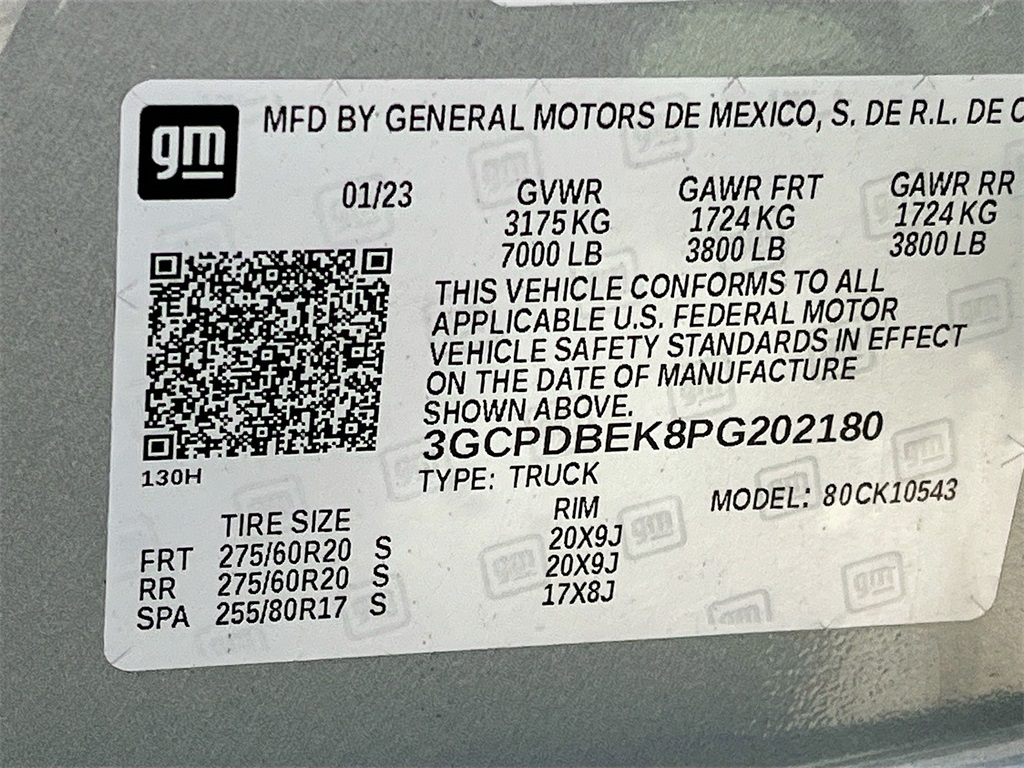 gm
MFD BY GENERAL MOTORS DE MEXICO, S. DE R.L. DE
01/23
GVWR GAWR FRT GAWR RR
3175 KG 1724 KG 1724 KG
7000 LB 3800 LB 3800 LB
THIS VEHICLE CONFORMS TO ALL
APPLICABLE U.S. FEDERAL MOTOR
VEHICLE SAFETY STANDARDS IN EFFECT
ON THE DATE OF MANUFACTURE
SHOWN ABOVE.
3GCPDBEK8PG202180
130H
TYPE: TRUCK
MODEL: 80CK10543
TIRE SIZE RIM
FRT 275/60R20 S 20X9J
RR 275/60R20 S 20X9J
SPA 255/80R17 S 17X8J